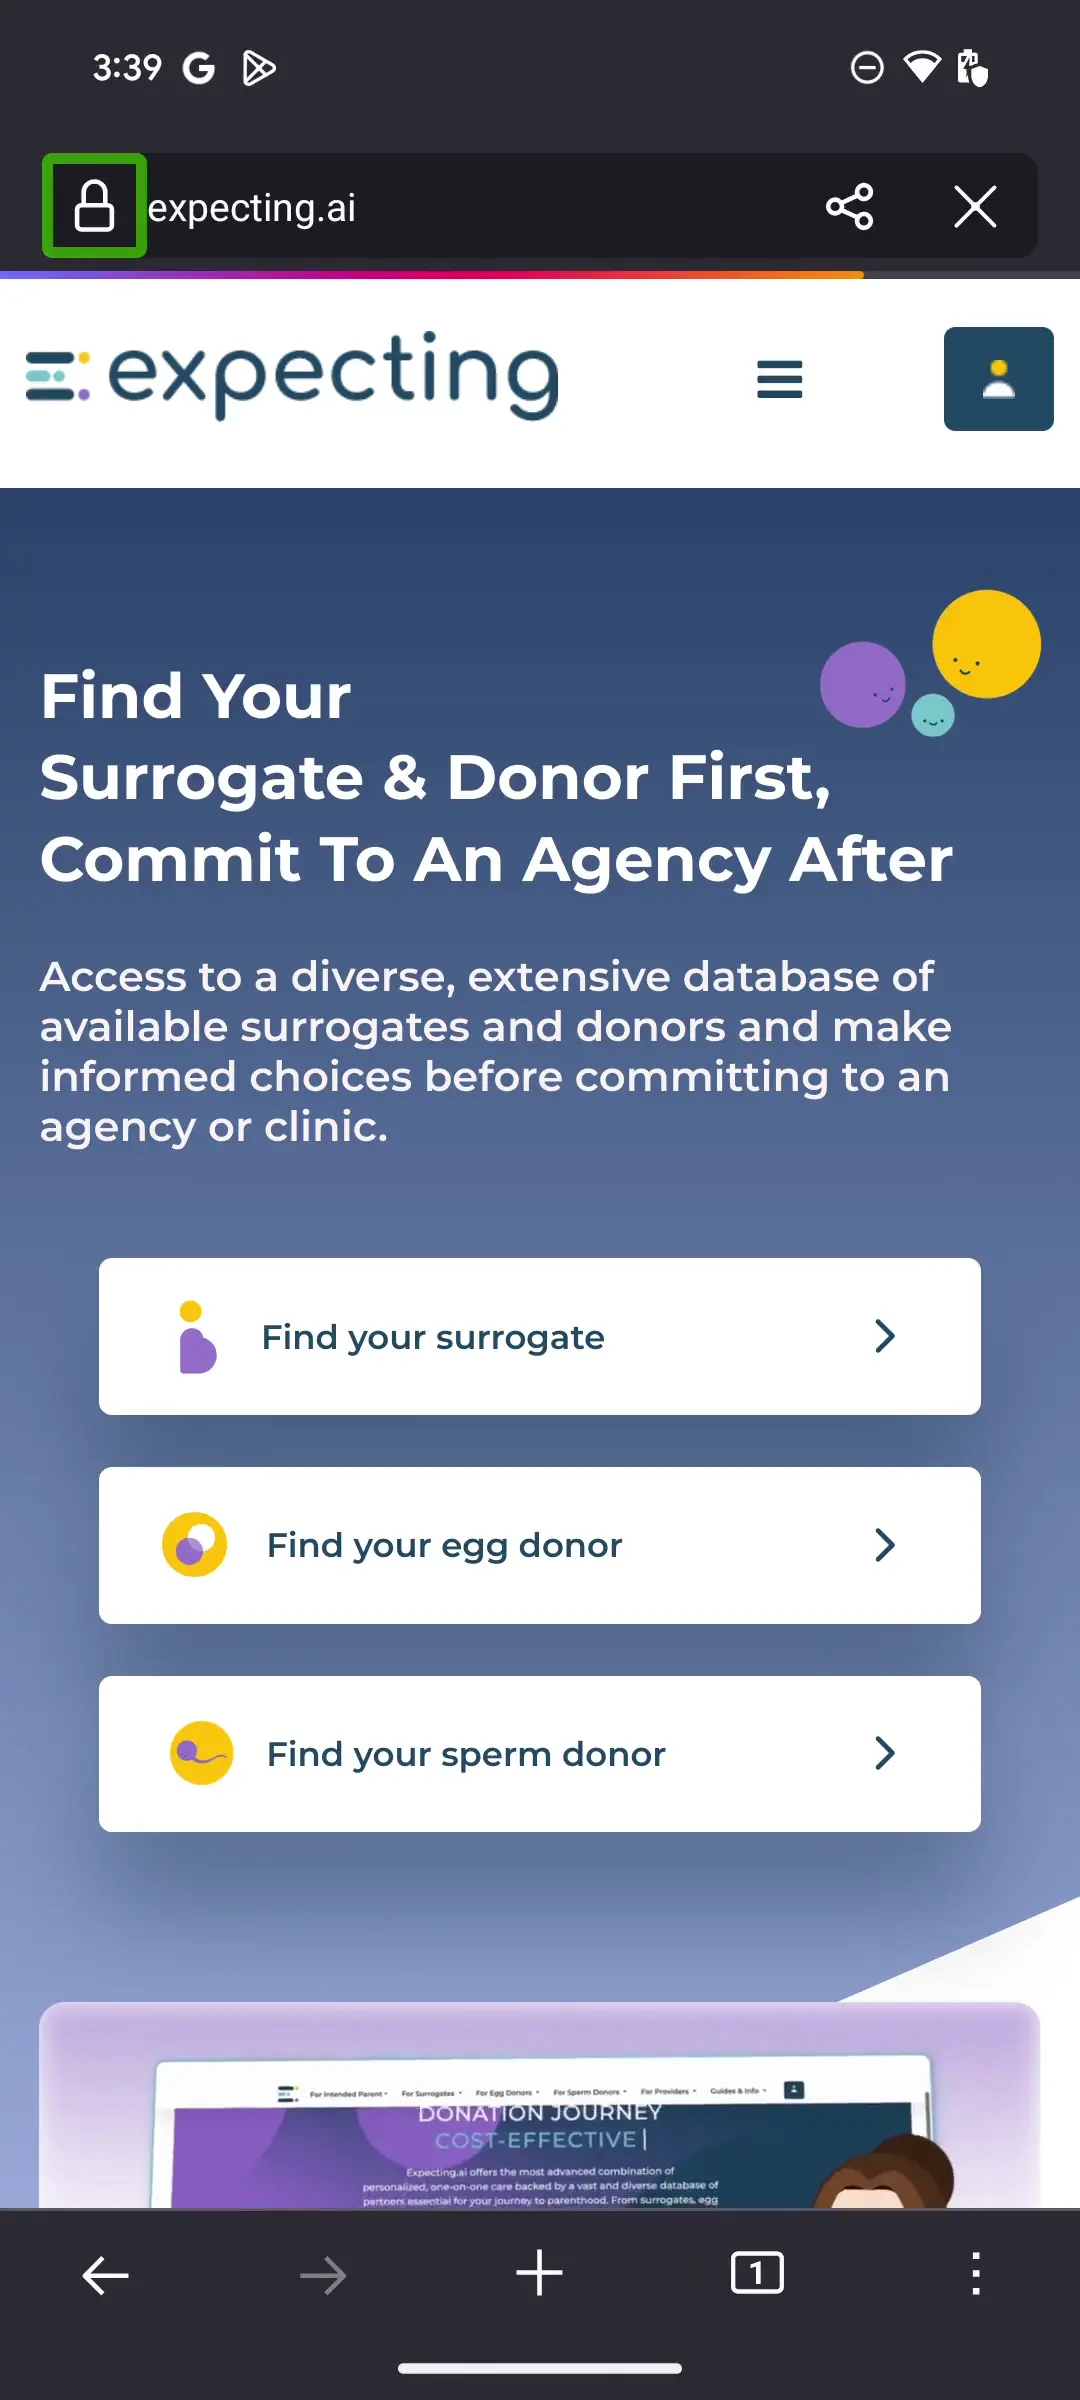 3:39
expecting.ai
expecting
Find Your
Surrogate & Donor First,
Commit To An Agency After
Access to a diverse, extensive database of
available surrogates and donors and make
informed choices before committing to an
agency or clinic.
Find your surrogate
Find your egg donor
Find your sperm donor
For Intended Parent For Surrogates For Egg Donors For Sperm Donors For Providers Guides & Info
DONATION JOURNEY
COST-EFFECTIVE|
Expecting.ai offers the most advanced combination of
personalized, one-on-one care backed by a vast and diverse database of
partners essential for your journey to parenthood. From surrogates, egg
1